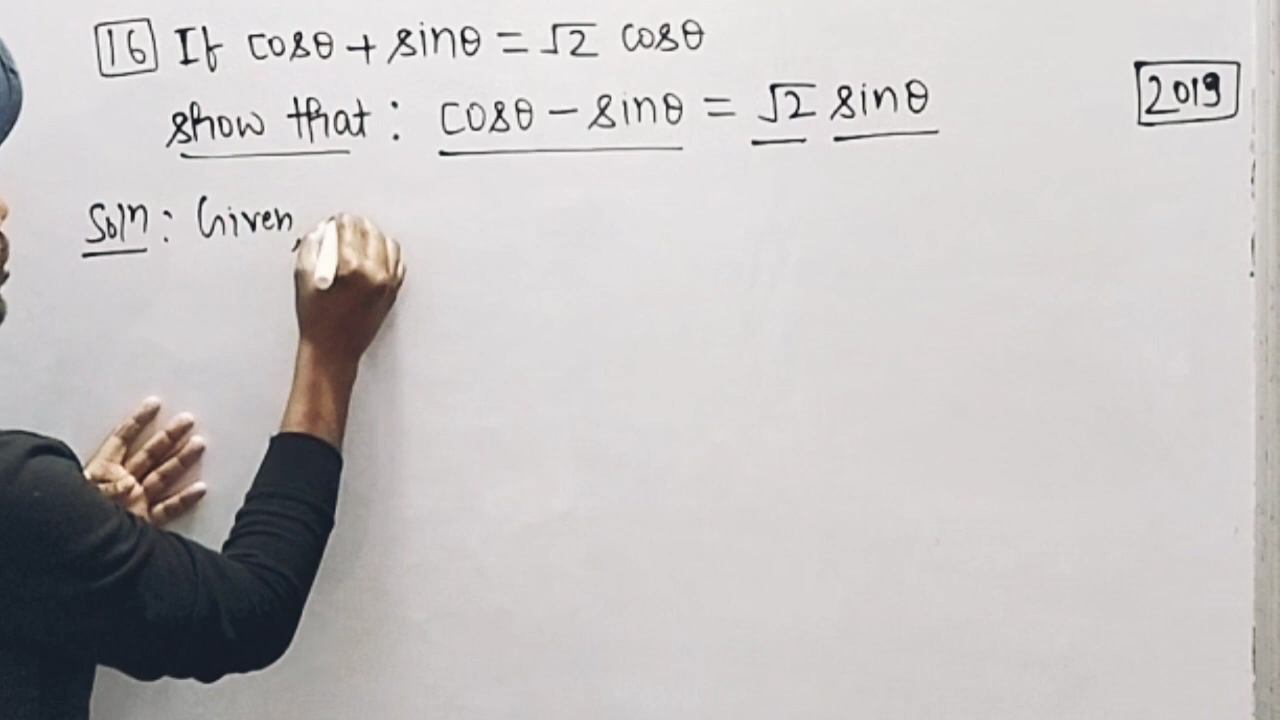 16 If cosθ + sinθ = √2 cosθ
show that : cosθ - sinθ = √2 sinθ
2019
Soln : Given,